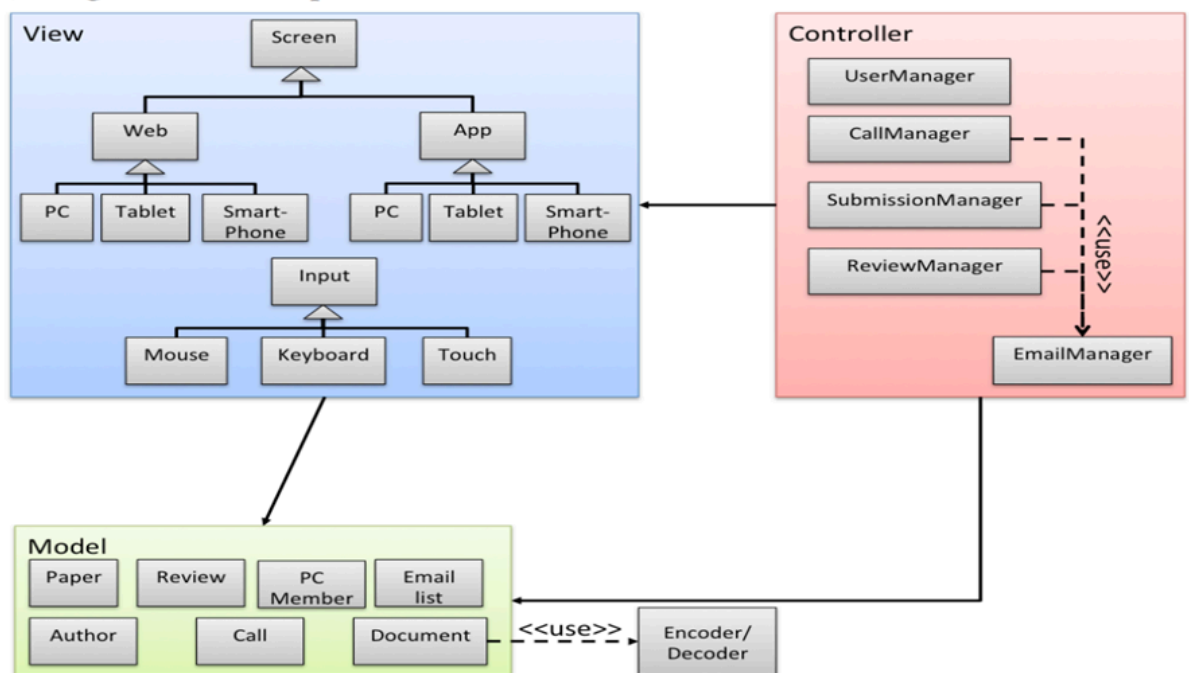 View
Screen
Web
App
PC
Tablet
Smart-
Phone
PC
Tablet
Smart-
Phone
Input
Mouse
Keyboard
Touch
Controller
UserManager
CallManager
SubmissionManager
ReviewManager
<<use>>
EmailManager
Model
Paper
Review
PC
Member
Email
list
Author
Call
Document
<<use>>
Encoder/
Decoder